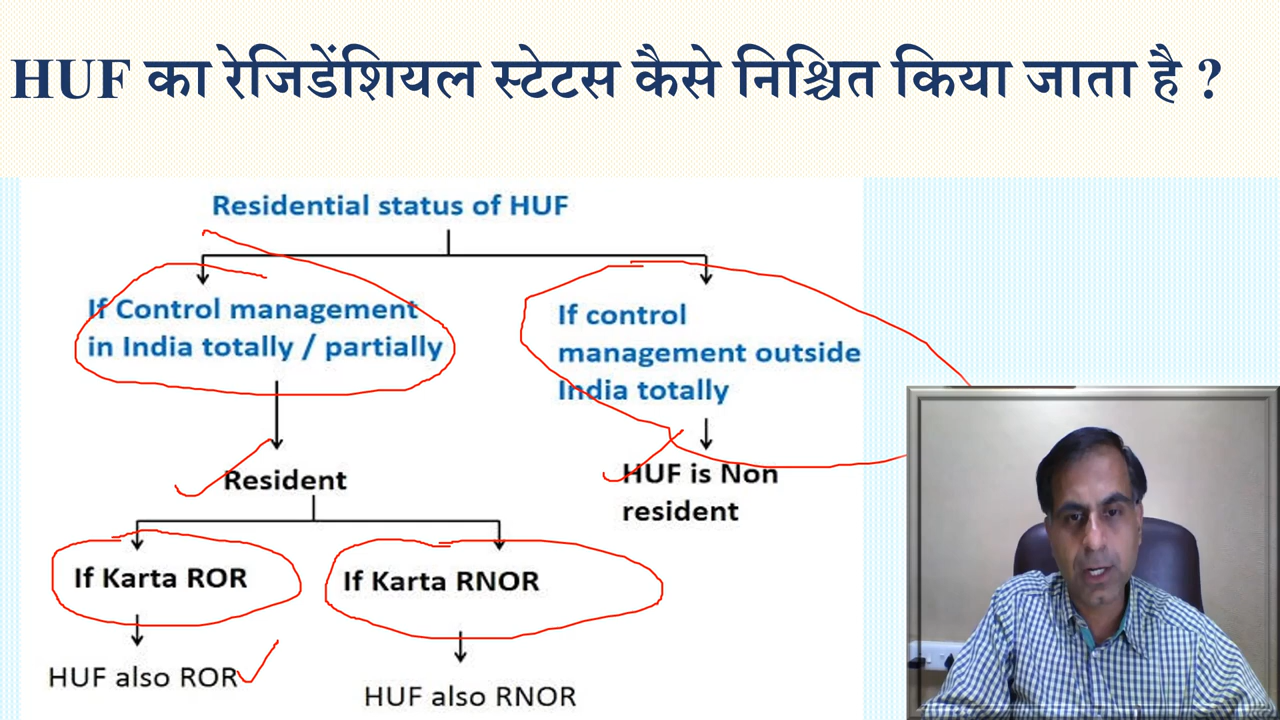 HUF का रेजिडेंशियल स्टेटस कैसे निश्चित किया जाता है ?
Residential status of HUF
If Control management
in India totally / partially
If control
management outside
India totally
Resident
HUF is Non
resident
If Karta ROR
If Karta RNOR
HUF also ROR
HUF also RNOR